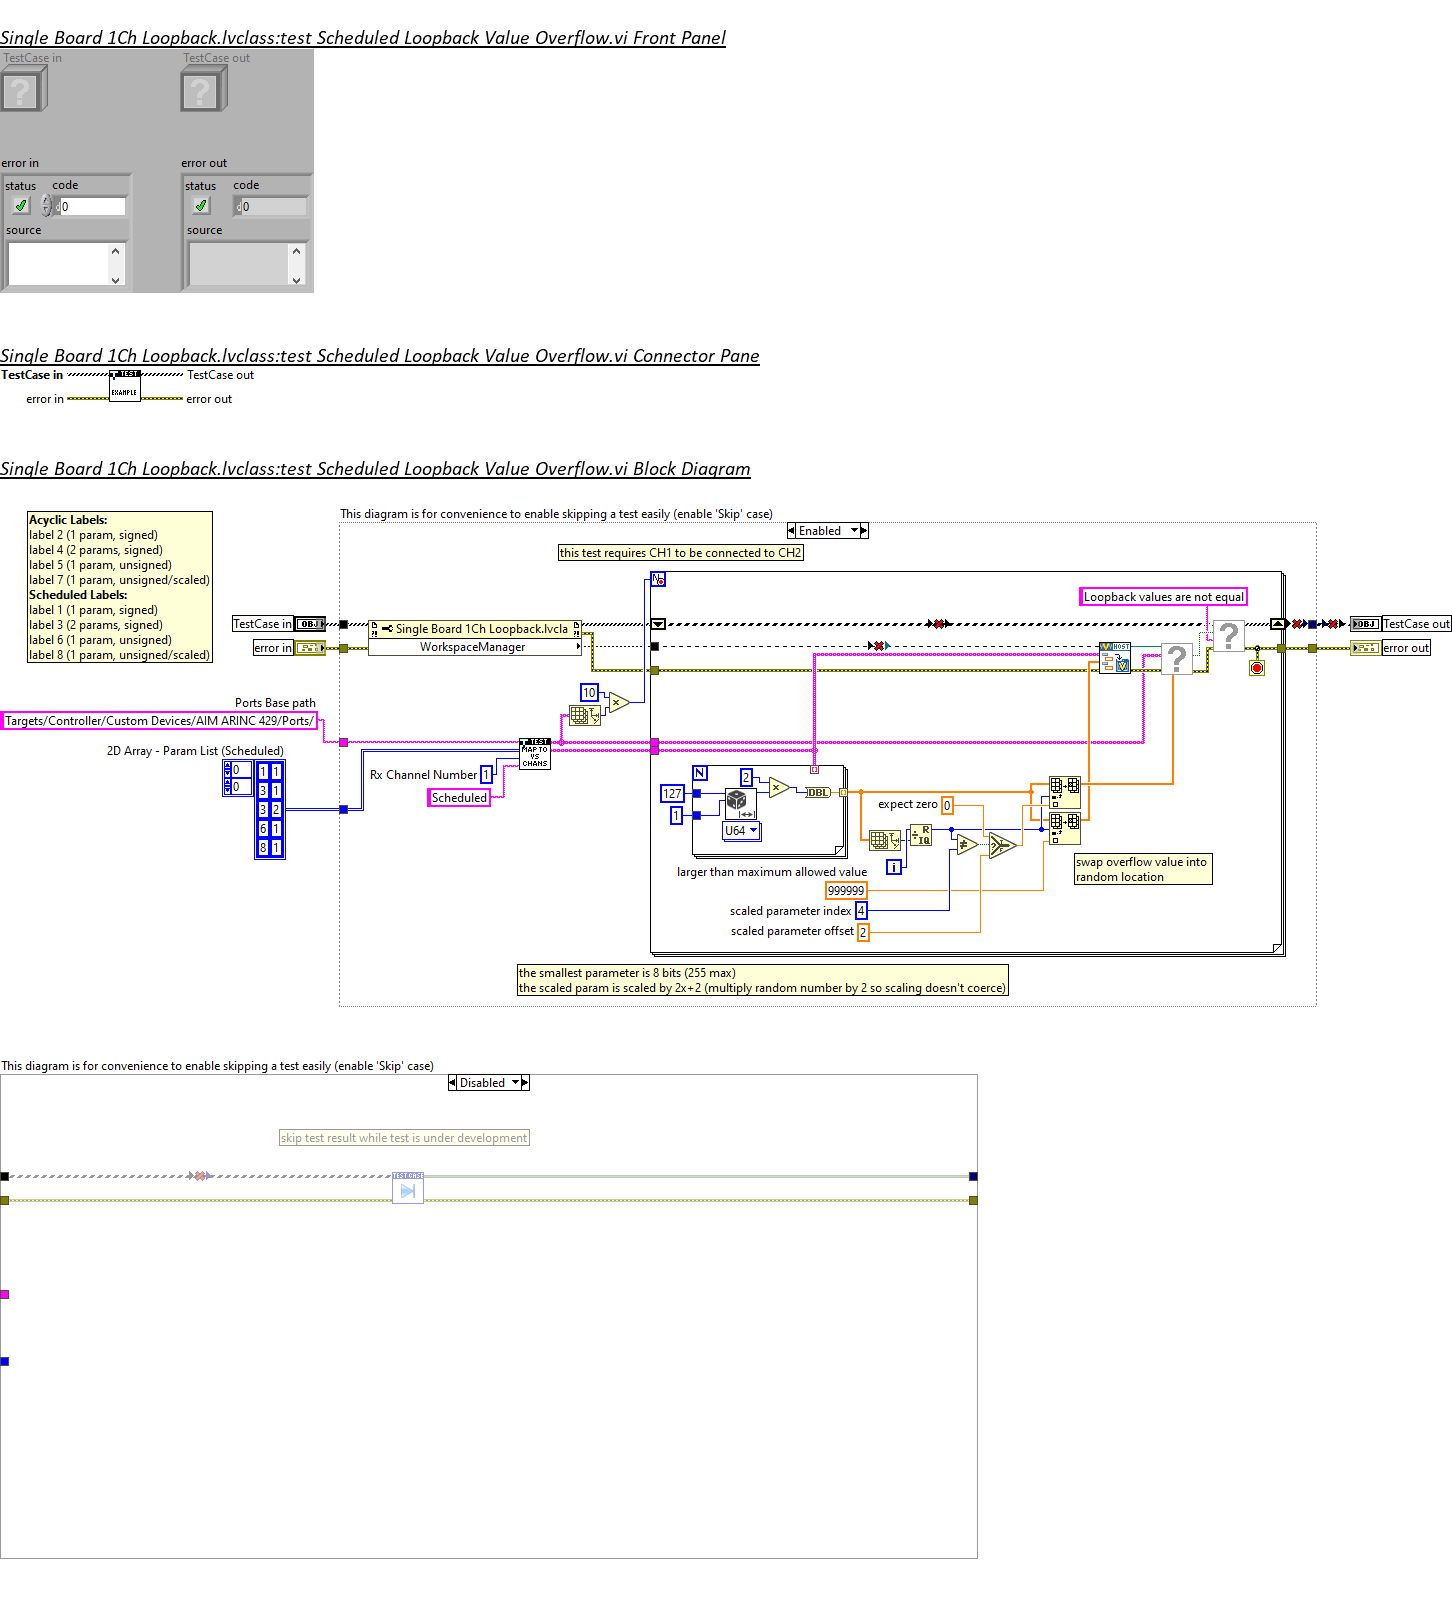 Single Board 1Ch Loopback.lvclass:test Scheduled Loopback Value Overflow.vi Front Panel
TestCase in
TestCase out
?
?
error in
error out
status
code
status
code
0
0
source
source
Single Board 1Ch Loopback.lvclass:test Scheduled Loopback Value Overflow.vi Connector Pane
TestCase in
TEST
TestCase out
EXAMPLE
error in
error out
Single Board 1Ch Loopback.lvclass:test Scheduled Loopback Value Overflow.vi Block Diagram
Acyclic Labels:
label 2 (1 param, signed)
label 4 (2 params, signed)
label 5 (1 param, unsigned)
label 7 (1 param, unsigned/scaled)
Scheduled Labels:
label 1 (1 param, signed)
label 3 (2 params, signed)
label 6 (1 param, unsigned)
label 8 (1 param, unsigned/scaled)
This diagram is for convenience to enable skipping a test easily (enable 'Skip' case)
Enabled
this test requires CH1 to be connected to CH2
N
Loopback values are not equal
TestCase in
OBJ
Single Board 1Ch Loopback.lvcla
WorkspaceManager
error in
HOST
?
?
OBJ
TestCase out
error out
10
x
Ports Base path
Targets/Controller/Custom Devices/AIM ARINC 429/Ports/
2D Array - Param List (Scheduled)
0
0
1 1
3 1
3 2
6 1
8 1
TEST
MAP TO
VS
CHANS
Rx Channel Number
1
Scheduled
N
127
1
2
x
DBL
U64
expect zero
0
R
IQ
i
≠
?
larger than maximum allowed value
999999
scaled parameter index
4
scaled parameter offset
2
swap overflow value into
random location
the smallest parameter is 8 bits (255 max)
the scaled param is scaled by 2x+2 (multiply random number by 2 so scaling doesn't coerce)
This diagram is for convenience to enable skipping a test easily (enable 'Skip' case)
Disabled
skip test result while test is under development
TEST CASE